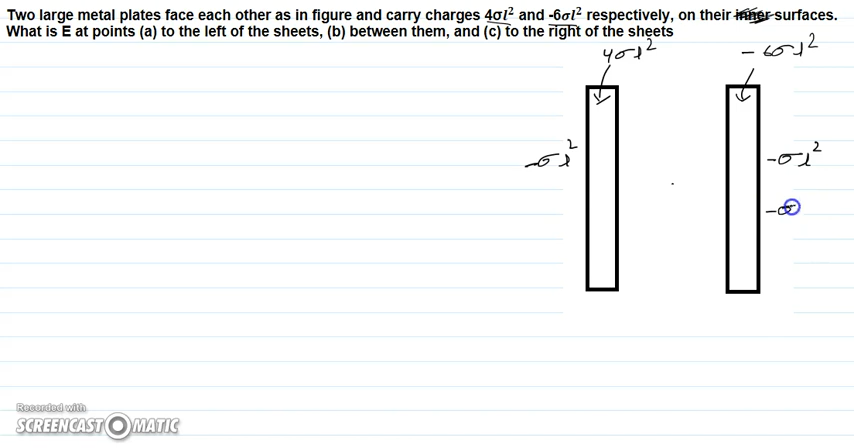 Two large metal plates face each other as in figure and carry charges 4σl² and -6σl² respectively, on their inner surfaces.
What is E at points (a) to the left of the sheets, (b) between them, and (c) to the right of the sheets
4σl² -6σl²
-σl² -σl²
-σ
Recorded with
SCREENCAST O MATIC